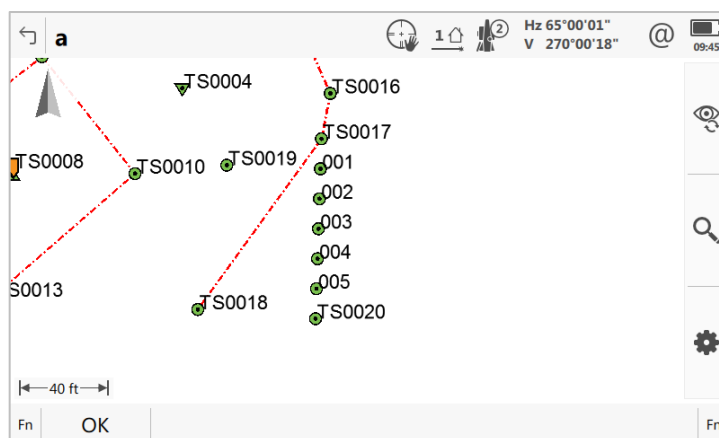 a
1
2
Hz 65°00'01"
V 270°00'18"
@
09:45
TS0004
TS0016
TS0017
TS0008
TS0010
TS0019
001
002
003
004
005
S0013
TS0018
TS0020
40 ft
Fn
OK
Fn